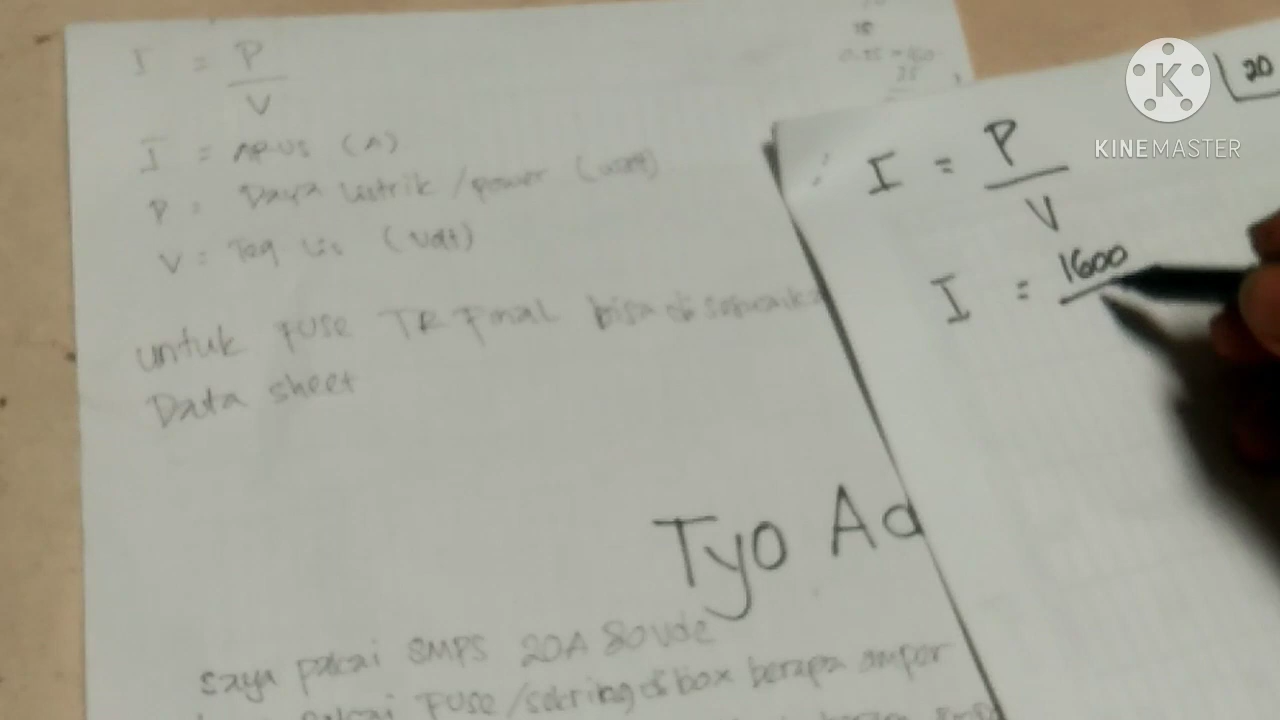 I = P
V
I = Arus (A)
P = Daya Listrik / power (watt)
V = Teg Lis (Volt)
untuk FUSE TR Final bisa di
Data sheet
Tyo Ad
saya pakai SMPS 20A 80Vdc
pakai FUSE/sekring di box berapa amper
I = P
V
I = 1600
20
K
KINEMASTER